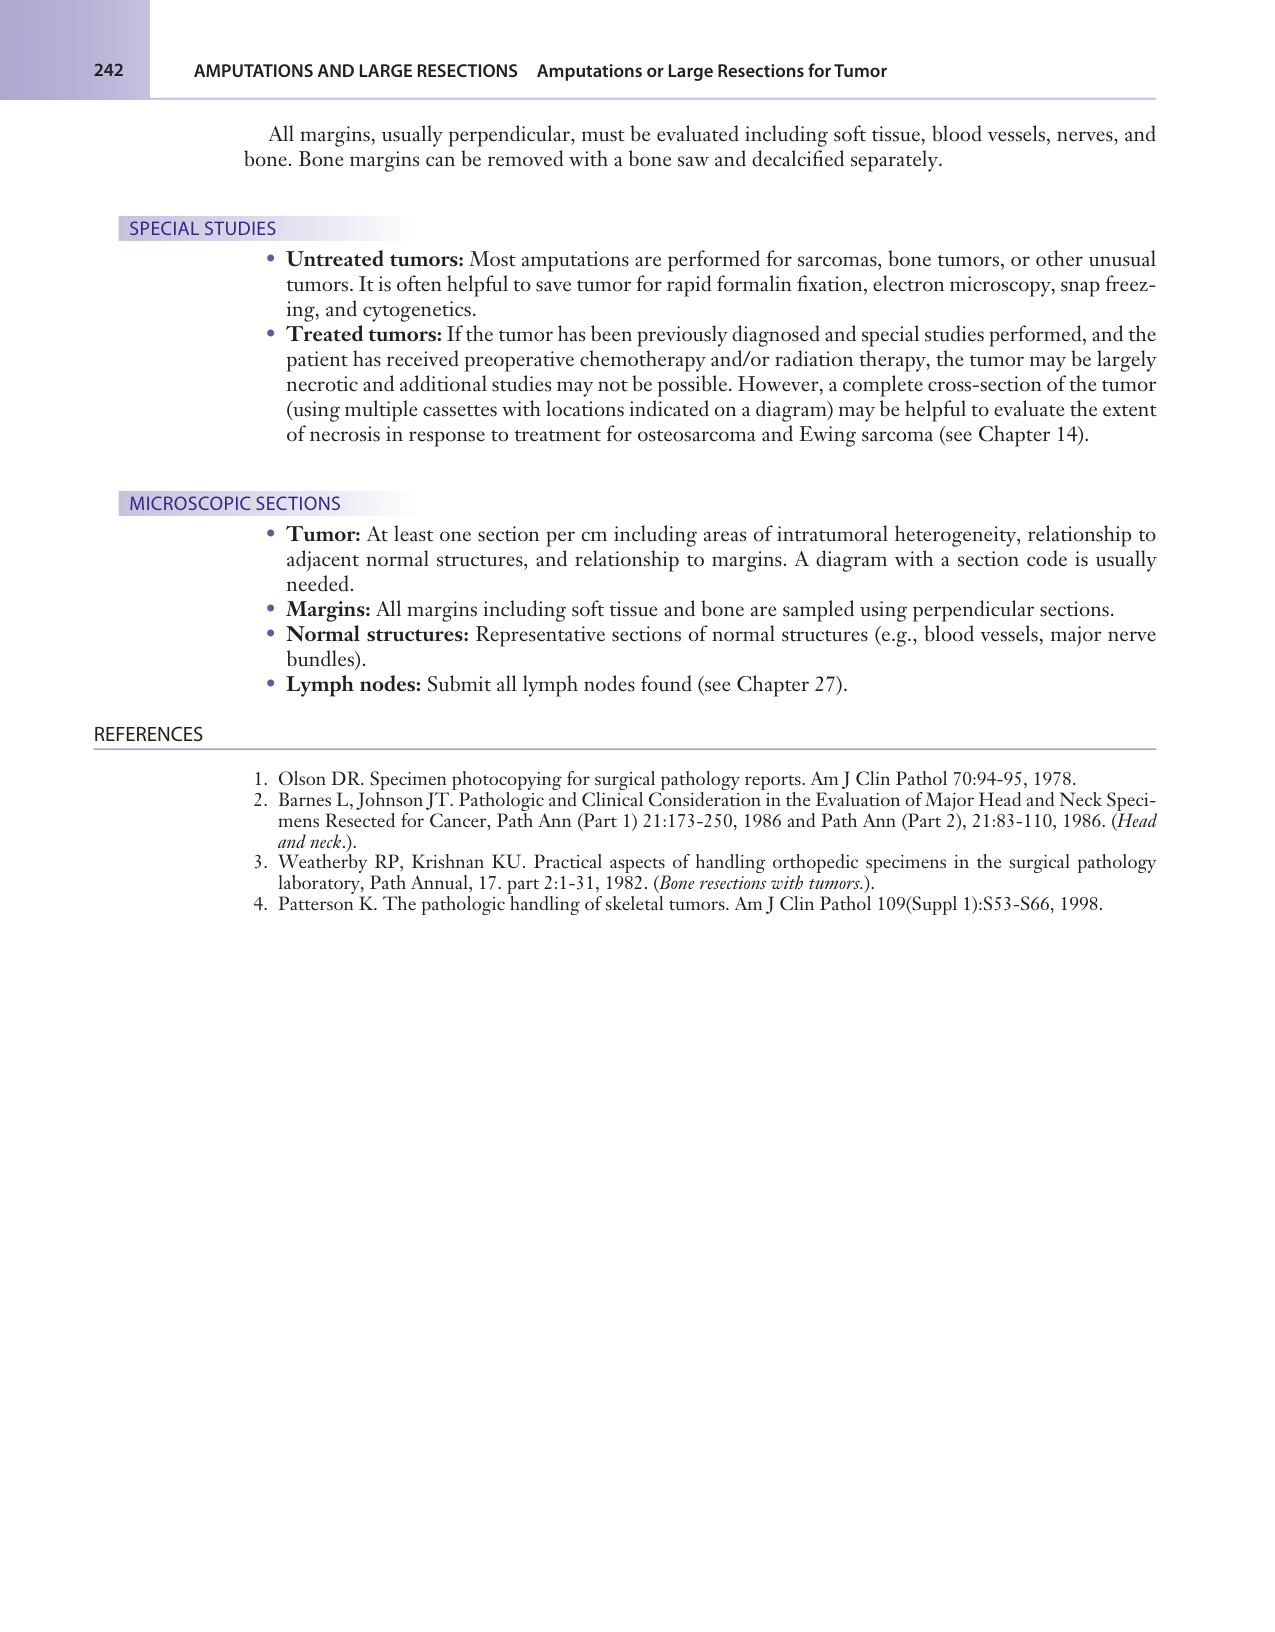 242 AMPUTATIONS AND LARGE RESECTIONS Amputations or Large Resections for Tumor
All margins, usually perpendicular, must be evaluated including soft tissue, blood vessels, nerves, and
bone. Bone margins can be removed with a bone saw and decalcified separately.
SPECIAL STUDIES
• Untreated tumors: Most amputations are performed for sarcomas, bone tumors, or other unusual
tumors. It is often helpful to save tumor for rapid formalin fixation, electron microscopy, snap freez-
ing, and cytogenetics.
• Treated tumors: If the tumor has been previously diagnosed and special studies performed, and the
patient has received preoperative chemotherapy and/or radiation therapy, the tumor may be largely
necrotic and additional studies may not be possible. However, a complete cross-section of the tumor
(using multiple cassettes with locations indicated on a diagram) may be helpful to evaluate the extent
of necrosis in response to treatment for osteosarcoma and Ewing sarcoma (see Chapter 14).
MICROSCOPIC SECTIONS
• Tumor: At least one section per cm including areas of intratumoral heterogeneity, relationship to
adjacent normal structures, and relationship to margins. A diagram with a section code is usually
needed.
• Margins: All margins including soft tissue and bone are sampled using perpendicular sections.
• Normal structures: Representative sections of normal structures (e.g., blood vessels, major nerve
bundles).
• Lymph nodes: Submit all lymph nodes found (see Chapter 27).
REFERENCES
1. Olson DR. Specimen photocopying for surgical pathology reports. Am J Clin Pathol 70:94-95, 1978.
2. Barnes L, Johnson JT. Pathologic and Clinical Consideration in the Evaluation of Major Head and Neck Speci-
mens Resected for Cancer, Path Ann (Part 1) 21:173-250, 1986 and Path Ann (Part 2), 21:83-110, 1986. (Head
and neck.).
3. Weatherby RP, Krishnan KU. Practical aspects of handling orthopedic specimens in the surgical pathology
laboratory, Path Annual, 17. part 2:1-31, 1982. (Bone resections with tumors.).
4. Patterson K. The pathologic handling of skeletal tumors. Am J Clin Pathol 109(Suppl 1):S53-S66, 1998.